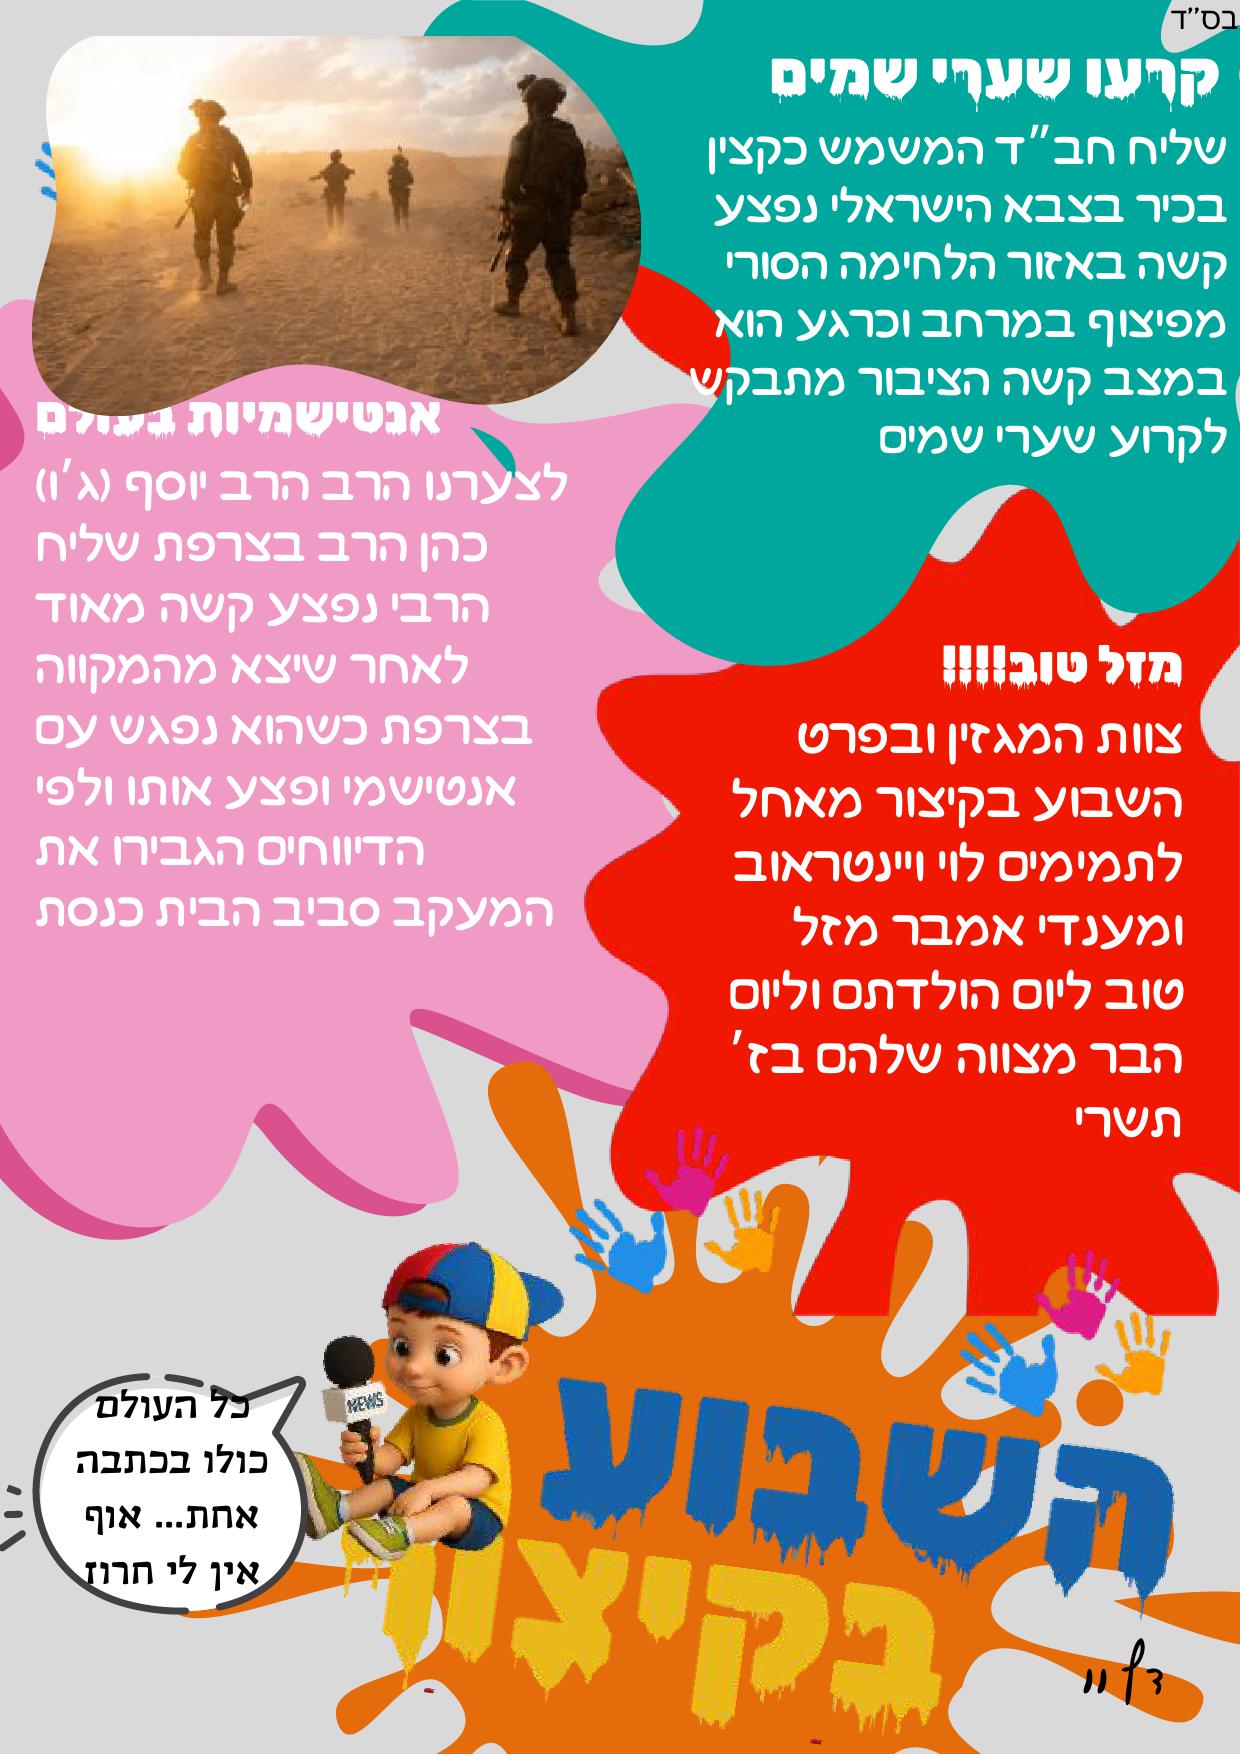 בס"ד
קרעו שערי שמים
שליח חב"ד המשמש כקצין
בכיר בצבא הישראלי נפצע
קשה באזור הלחימה הסורי
מפיצוף במרחב וכרגע הוא
במצב קשה הציבור מתבקש
לקרוע שערי שמים
אנטישמיות בעולם
לצערנו הרב הרב יוסף (ג'ו)
כהן הרב בצרפת שליח
הרבי נפצע קשה מאוד
לאחר שיצא מהמקווה
בצרפת כשהוא נפגש עם
אנטישמי ופצע אותו ולפי
הדיווחים הגבירו את
המעקב סביב הבית כנסת
מזל טוב!!!!
צוות המגזין ובפרט
השבוע בקיצור מאחל
לתמימים לוי ויינטראוב
ומענדי אמבר מזל
טוב ליום הולדתם וליום
הבר מצווה שלהם בז'
תשרי
NEWS
כל העולם
כולו בכתבה
אחת... אוף
אין לי חרוז
השבוע
בקיצור
דף וו